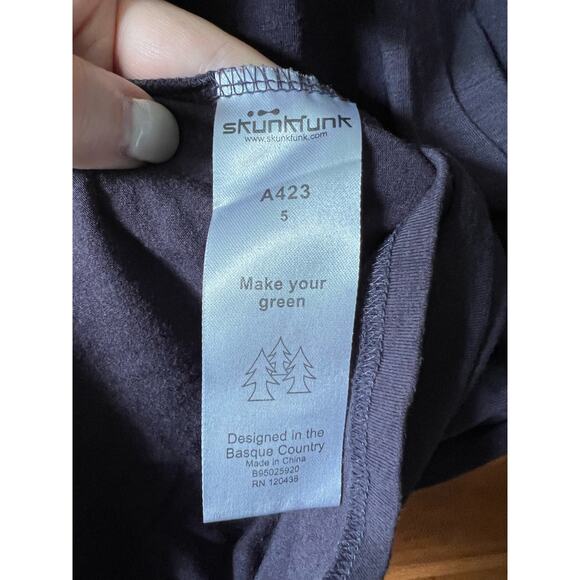 skunkfunk
www.skunkfunk.com
A423
5
Make your
green
Designed in the
Basque Country
Made in China
B95025920
RN 120438